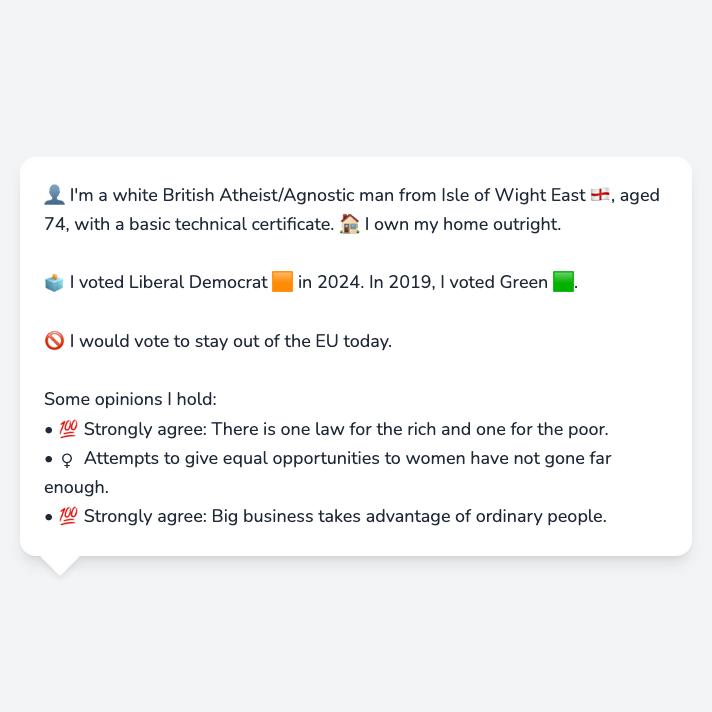 👤 I'm a white British Atheist/Agnostic man from Isle of Wight East 🏴󠁧󠁢󠁥󠁮󠁧󠁿, aged
74, with a basic technical certificate. 🏠 I own my home outright.
🗳️ I voted Liberal Democrat 🟧 in 2024. In 2019, I voted Green 🟩.
🚫 I would vote to stay out of the EU today.
Some opinions I hold:
• 💯 Strongly agree: There is one law for the rich and one for the poor.
• ♀ Attempts to give equal opportunities to women have not gone far
enough.
• 💯 Strongly agree: Big business takes advantage of ordinary people.